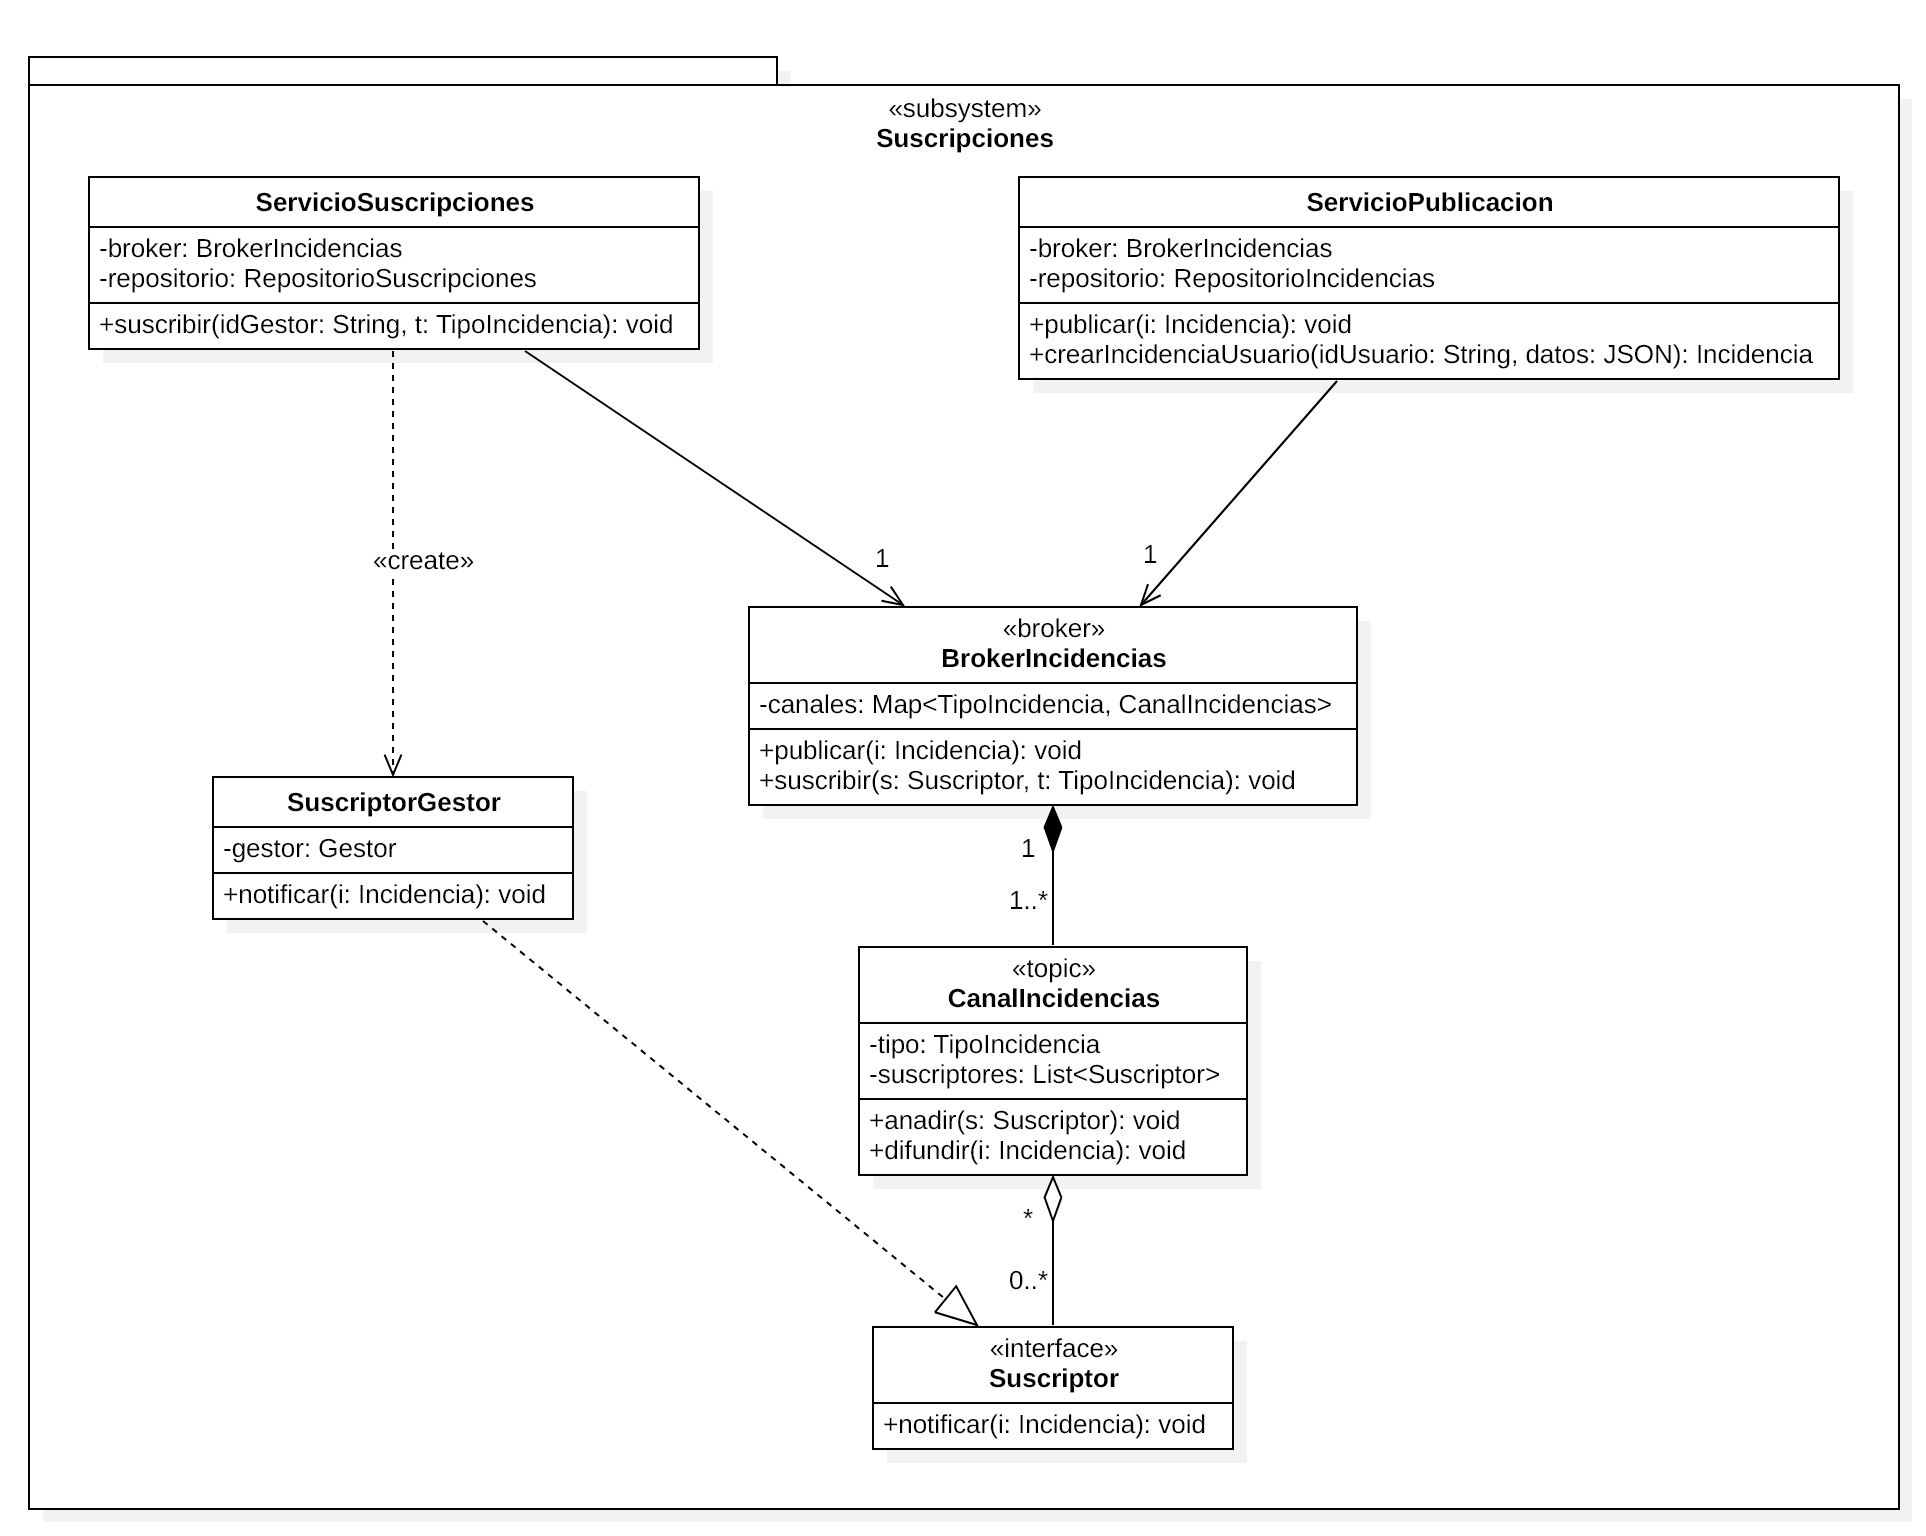 «subsystem»
Suscripciones
ServicioSuscripciones
-broker: BrokerIncidencias
-repositorio: RepositorioSuscripciones
+suscribir(idGestor: String, t: TipoIncidencia): void
ServicioPublicacion
-broker: BrokerIncidencias
-repositorio: RepositorioIncidencias
+publicar(i: Incidencia): void
+crearIncidenciaUsuario(idUsuario: String, datos: JSON): Incidencia
«create»
1
1
«broker»
BrokerIncidencias
-canales: Map<TipoIncidencia, CanalIncidencias>
+publicar(i: Incidencia): void
+suscribir(s: Suscriptor, t: TipoIncidencia): void
SuscriptorGestor
-gestor: Gestor
+notificar(i: Incidencia): void
1
1..*
«topic»
CanalIncidencias
-tipo: TipoIncidencia
-suscriptores: List<Suscriptor>
+anadir(s: Suscriptor): void
+difundir(i: Incidencia): void
*
0..*
«interface»
Suscriptor
+notificar(i: Incidencia): void